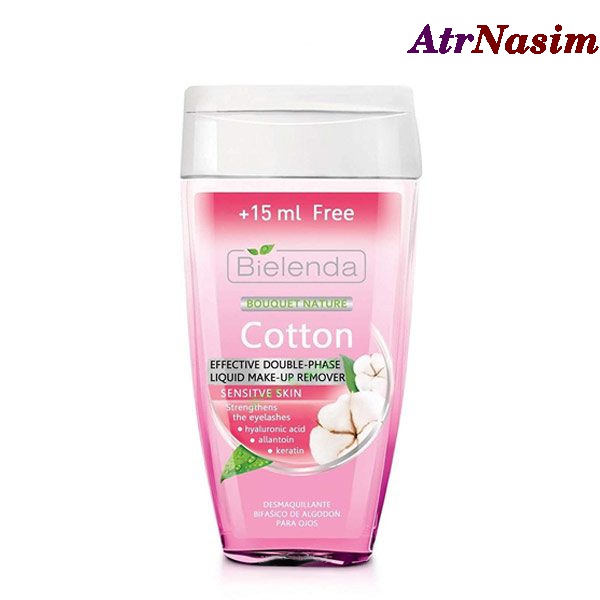 AtrNasim
+15 ml Free
Bielenda
BOUQUET NATURE
Cotton
EFFECTIVE DOUBLE-PHASE
LIQUID MAKE-UP REMOVER
SENSITVE SKIN
Strengthens
the eyelashes
• hyaluronic acid
• allantoin
• keratin
DESMAQUILLANTE
BIFASICO DE ALGODON
PARA OJOS